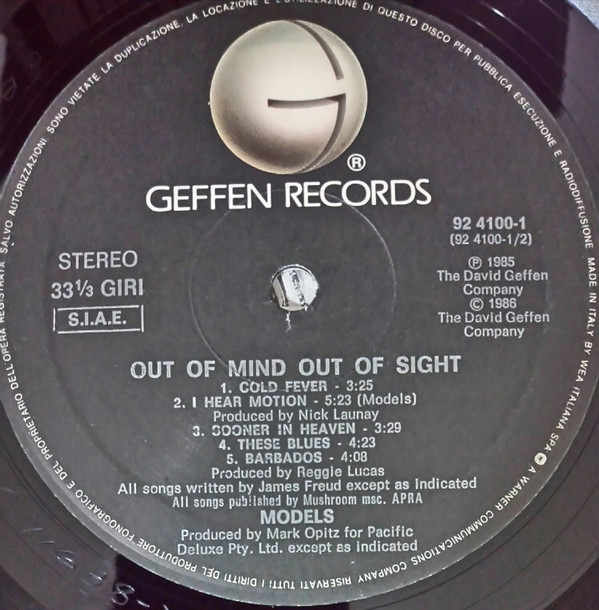 GEFFEN RECORDS
®
STEREO
33⅓ GIRI
S.I.A.E.
92 4100-1
(92 4100-1/2)
℗ 1985
The David Geffen
Company
© 1986
The David Geffen
Company
OUT OF MIND OUT OF SIGHT
1. COLD FEVER - 3:25
2. I HEAR MOTION - 5:23 (Models)
Produced by Nick Launay
3. SOONER IN HEAVEN - 3:29
4. THESE BLUES - 4:23
5. BARBADOS - 4:08
Produced by Reggie Lucas
All songs written by James Freud except as indicated
All songs published by Mushroom msc. APRA
MODELS
Produced by Mark Opitz for Pacific
Deluxe Pty. Ltd. except as indicated
MADE IN ITALY BY WEA ITALIANA SPA A WARNER COMMUNICATIONS COMPANY RISERVATI TUTTI I DIRITTI DEL PRODUTTORE FONOGRAFICO E DEL PROPRIETARIO DELL'OPERA REGISTRATA SALVO AUTORIZZAZIONI. SONO VIETATE LA DUPLICAZIONE, LA LOCAZIONE E L'UTILIZZAZIONE DI QUESTO DISCO PER PUBBLICA ESECUZIONE E RADIODIFFUSIONE